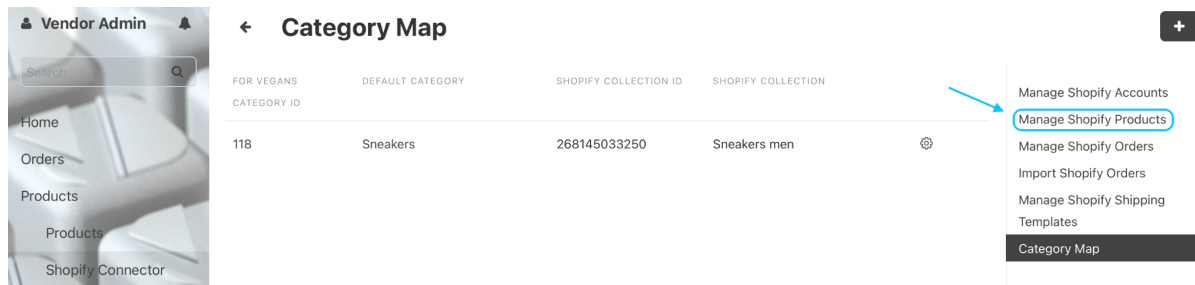 Vendor Admin
Search
Home
Orders
Products
Products
Shopify Connector
Category Map
FOR VEGANS
CATEGORY ID
DEFAULT CATEGORY
SHOPIFY COLLECTION ID
SHOPIFY COLLECTION
118
Sneakers
268145033250
Sneakers men
Manage Shopify Accounts
Manage Shopify Products
Manage Shopify Orders
Import Shopify Orders
Manage Shopify Shipping
Templates
Category Map